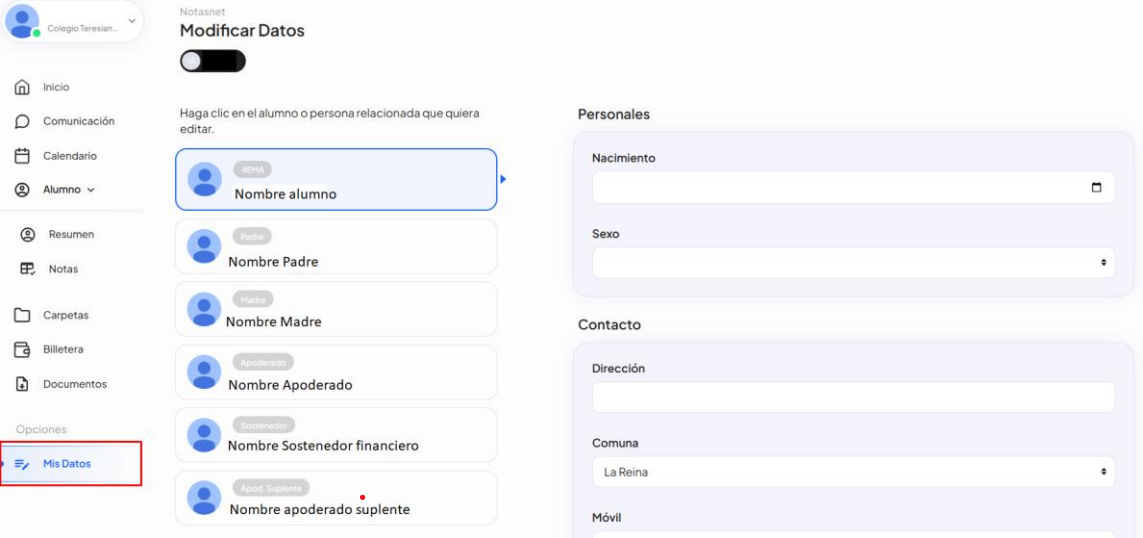 Colegio Teresian...
Inicio
Comunicación
Calendario
Alumno
Resumen
Notas
Carpetas
Billetera
Documentos
Opciones
Mis Datos
Notasnet
Modificar Datos
Haga clic en el alumno o persona relacionada que quiera
editar.
4EMA
Nombre alumno
Padre
Nombre Padre
Madre
Nombre Madre
Apoderado
Nombre Apoderado
Sostenedor
Nombre Sostenedor financiero
Apod. Suplente
Nombre apoderado suplente
Personales
Nacimiento
Sexo
Contacto
Dirección
Comuna
La Reina
Móvil